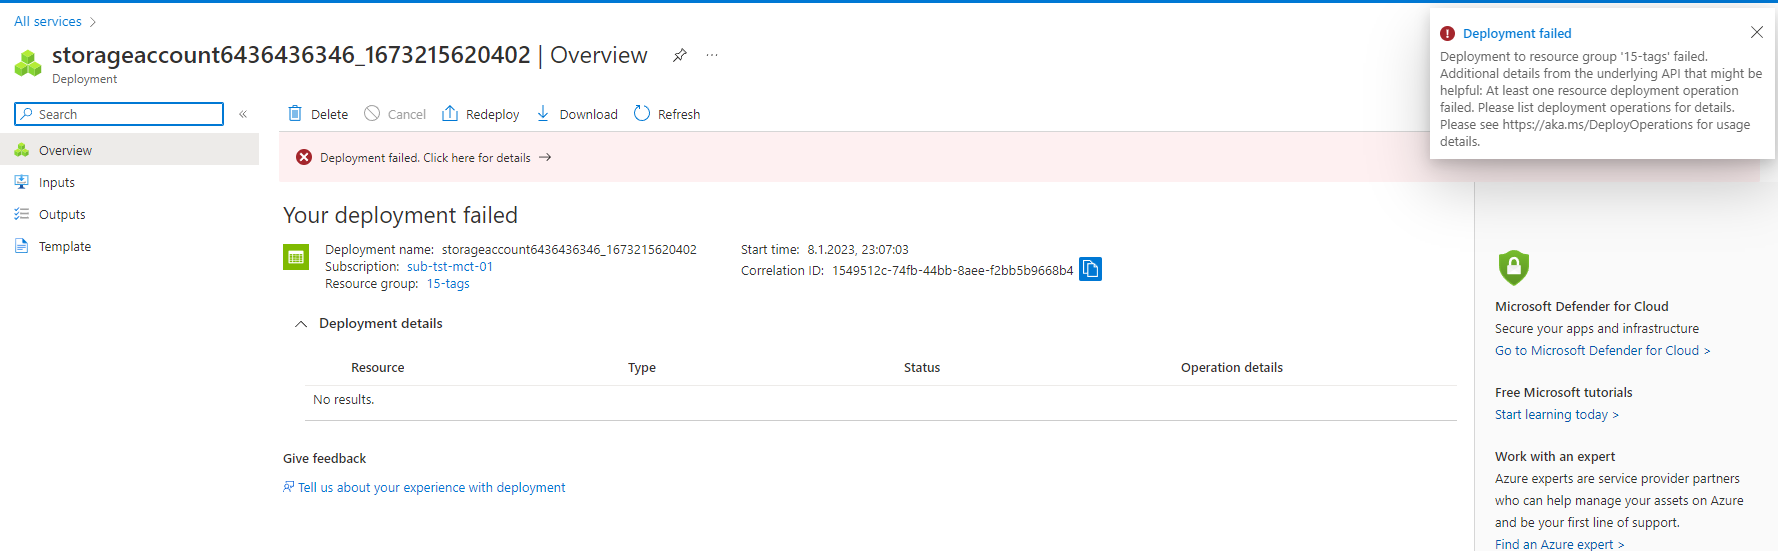 All services >
storageaccount6436436346_1673215620402 | Overview
Deployment
Search
Overview
Inputs
Outputs
Template
Delete
Cancel
Redeploy
Download
Refresh
Deployment failed. Click here for details →
Your deployment failed
Deployment name: storageaccount6436436346_1673215620402
Subscription: sub-tst-mct-01
Resource group: 15-tags
Start time: 8.1.2023, 23:07:03
Correlation ID: 1549512c-74fb-44bb-8aee-f2bb5b9668b4
Deployment details
Resource Type Status Operation details
No results.
Give feedback
Tell us about your experience with deployment
Deployment failed
Deployment to resource group '15-tags' failed.
Additional details from the underlying API that might be
helpful: At least one resource deployment operation
failed. Please list deployment operations for details.
Please see https://aka.ms/DeployOperations for usage
details.
Microsoft Defender for Cloud
Secure your apps and infrastructure
Go to Microsoft Defender for Cloud >
Free Microsoft tutorials
Start learning today >
Work with an expert
Azure experts are service provider partners
who can help manage your assets on Azure
and be your first line of support.
Find an Azure expert >